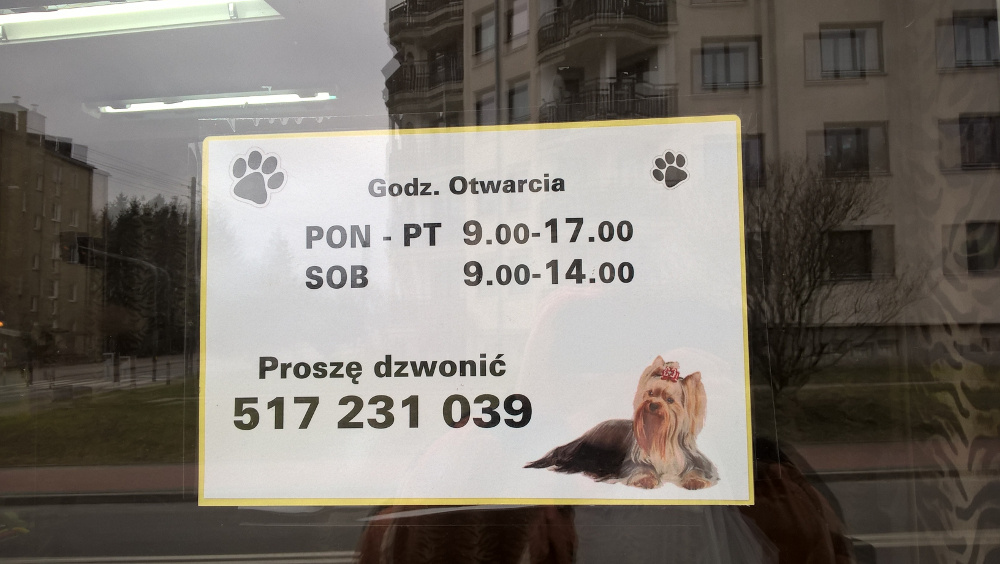 Godz. Otwarcia
PON - PT 9.00-17.00
SOB 9.00-14.00
Proszę dzwonić
517 231 039